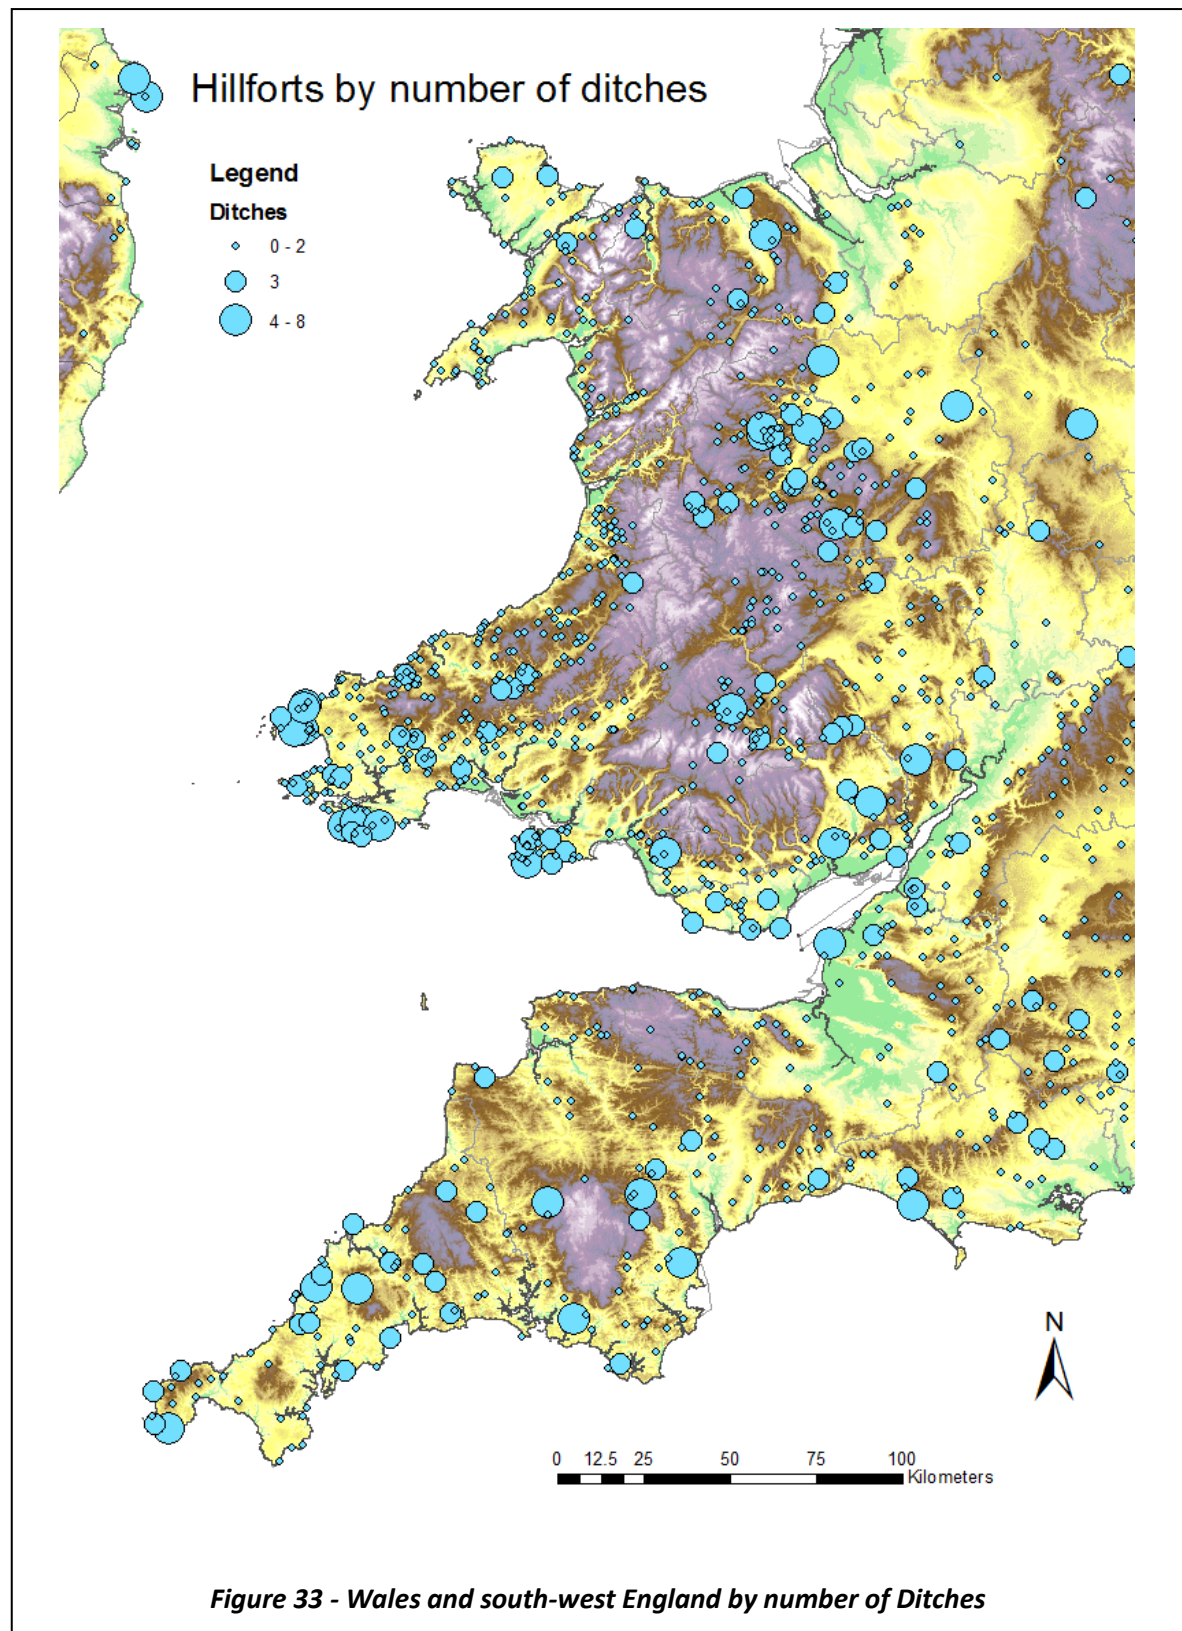 Hillforts by number of ditches
Legend
Ditches
0 - 2
3
4 - 8
N
0 12.5 25 50 75 100
Kilometers
Figure 33 - Wales and south-west England by number of Ditches